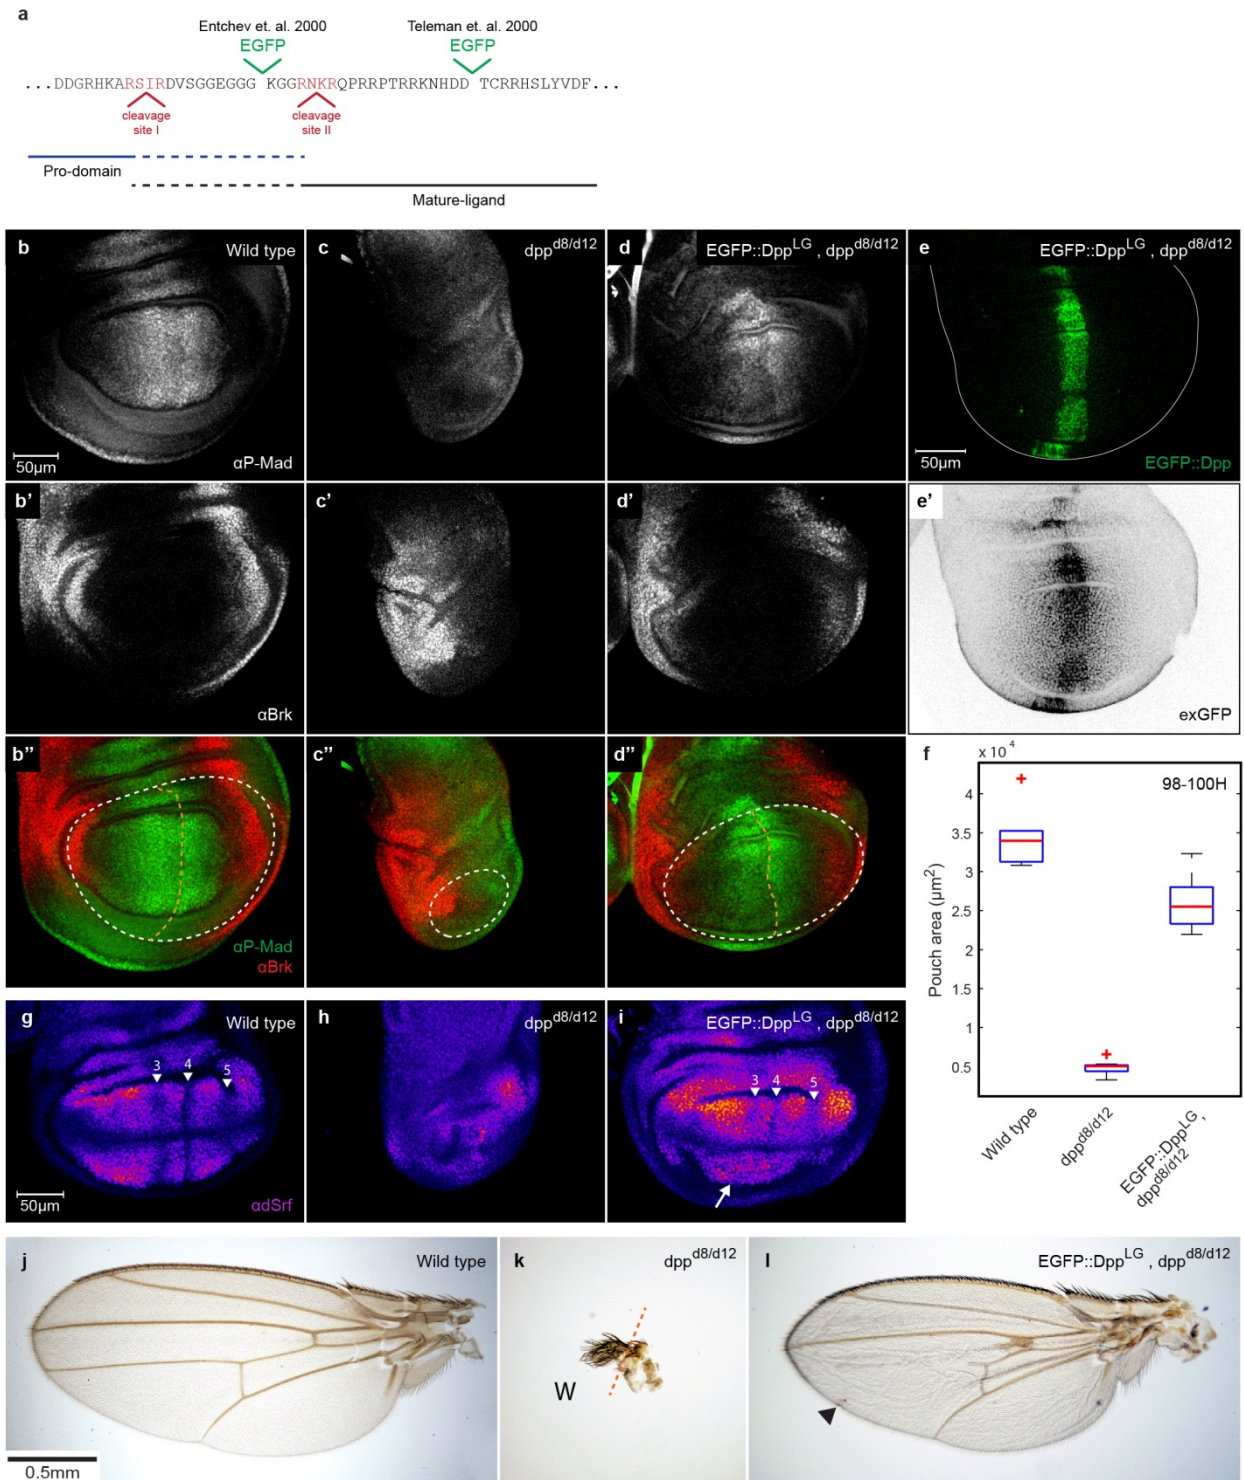 a
Entchev et. al. 2000
Teleman et. al. 2000
EGFP
EGFP
...DDGRHKARSIRDVSGGEGGG KGGRNKRQPRRPTRRKNHDD TCRRHSLYVDF...
cleavage
site I
cleavage
site II
Pro-domain
Mature-ligand
b
Wild type
50µm
αP-Mad
c
dpp^d8/d12
d
EGFP::Dpp^LG , dpp^d8/d12
e
EGFP::Dpp^LG , dpp^d8/d12
50µm
EGFP::Dpp
b'
αBrk
c'
d'
e'
exGFP
b''
αP-Mad
αBrk
c''
d''
f
x 10^4
98-100H
4
3.5
3
2.5
2
1.5
1
0.5
Pouch area (µm²)
Wild type
dpp^d8/d12
EGFP::Dpp^LG ,
dpp^d8/d12
g
Wild type
3
4
5
50µm
αdSrf
h
dpp^d8/d12
i
EGFP::Dpp^LG , dpp^d8/d12
3
4
5
j
Wild type
0.5mm
k
dpp^d8/d12
W
l
EGFP::Dpp^LG , dpp^d8/d12